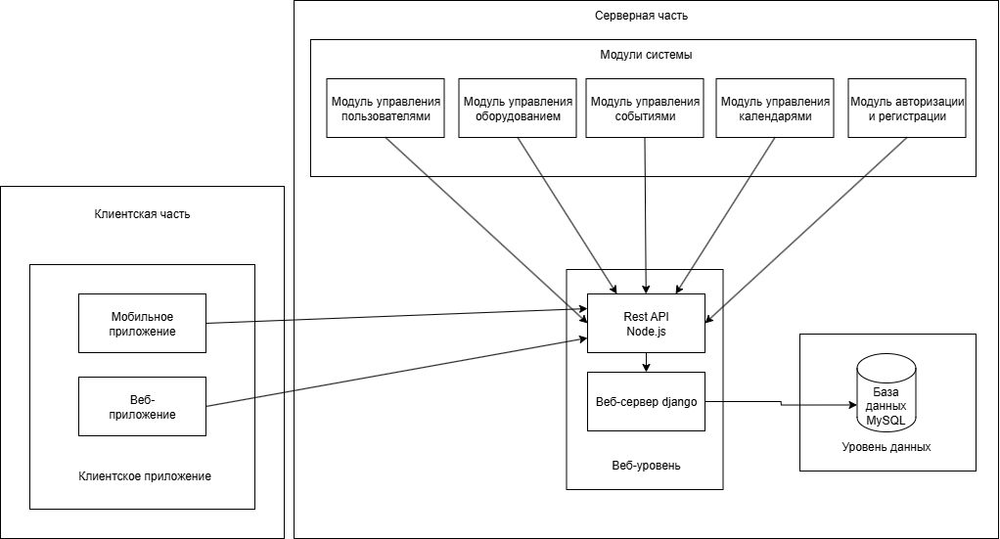 Серверная часть
Модули системы
Модуль управления
пользователями
Модуль управления
оборудованием
Модуль управления
событиями
Модуль управления
календарями
Модуль авторизации
и регистрации
Клиентская часть
Мобильное
приложение
Веб-
приложение
Клиентское приложение
Rest API
Node.js
Веб-сервер django
Веб-уровень
База
данных
MySQL
Уровень данных